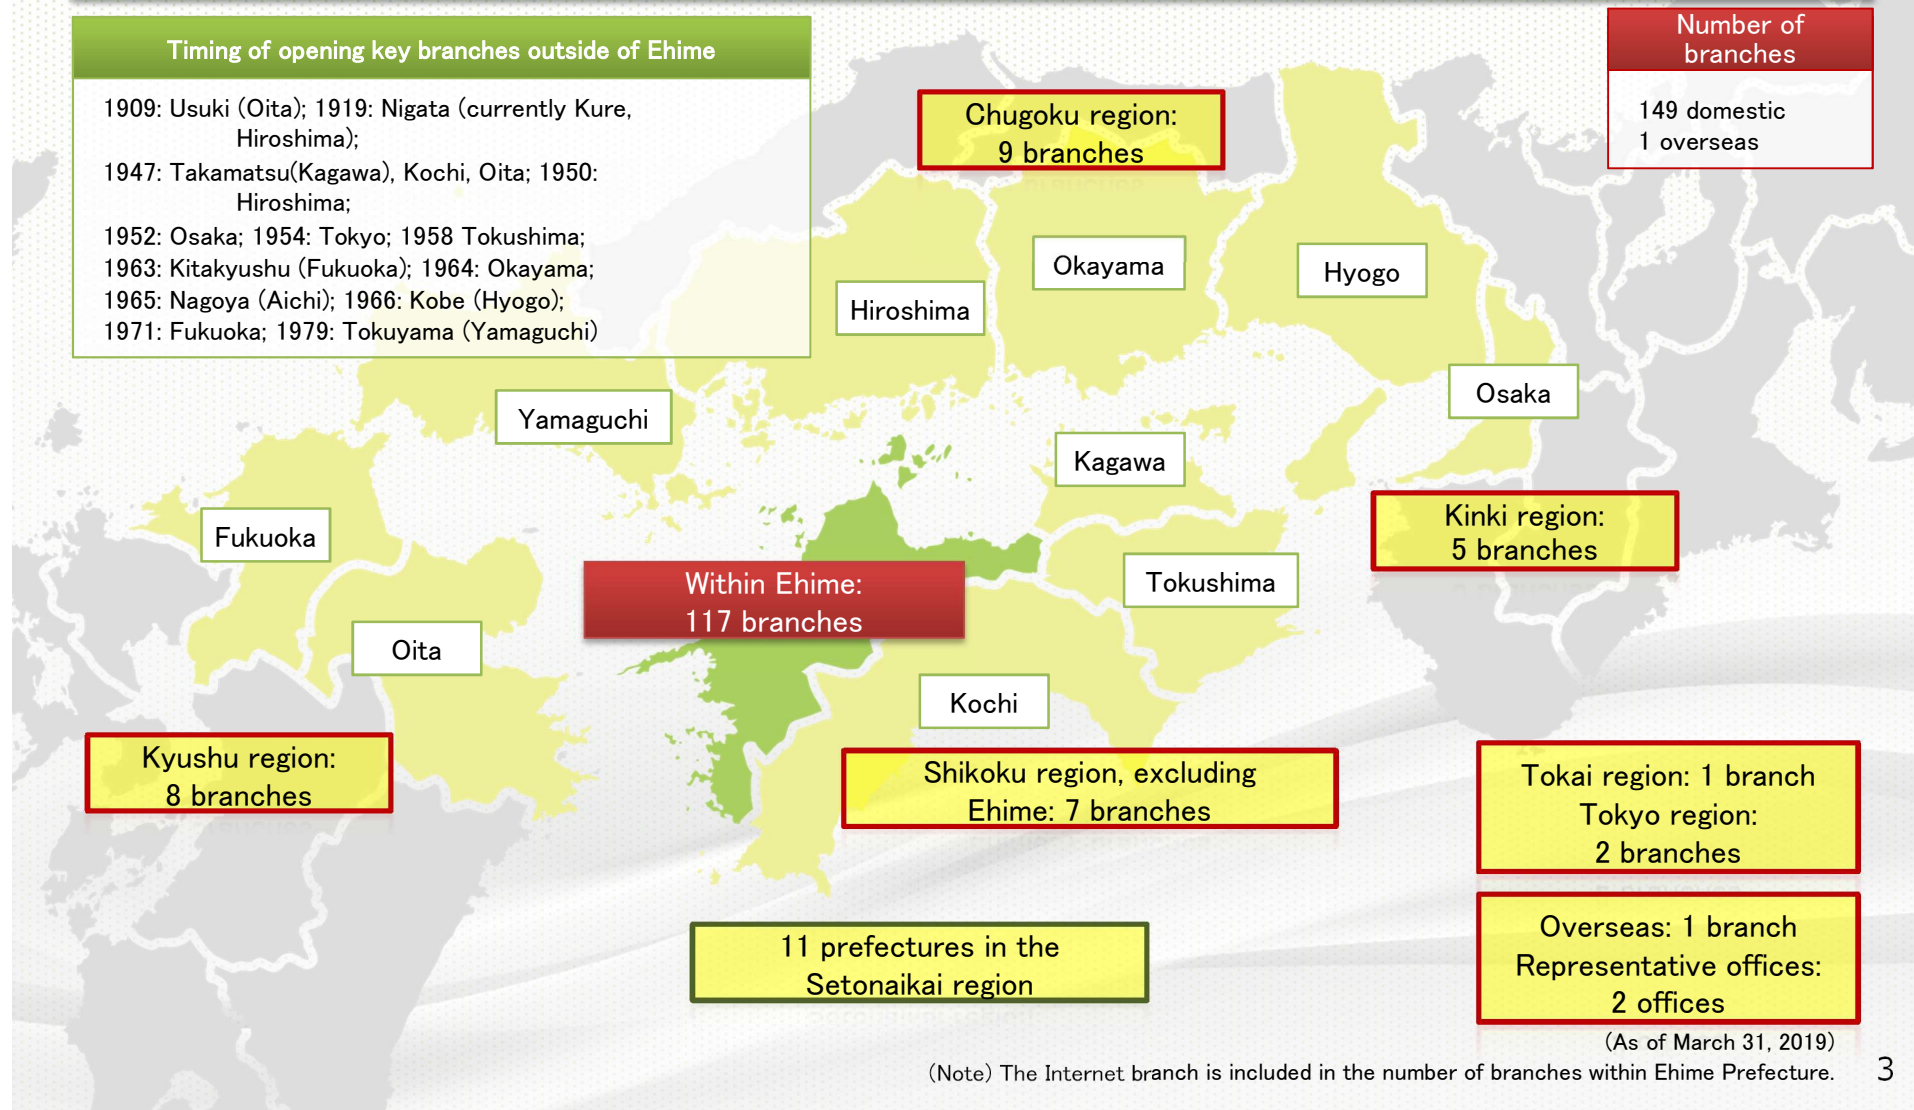 Timing of opening key branches outside of Ehime
1909: Usuki (Oita); 1919: Nigata (currently Kure,
Hiroshima);
1947: Takamatsu(Kagawa), Kochi, Oita; 1950:
Hiroshima;
1952: Osaka; 1954: Tokyo; 1958 Tokushima;
1963: Kitakyushu (Fukuoka); 1964: Okayama;
1965: Nagoya (Aichi); 1966: Kobe (Hyogo);
1971: Fukuoka; 1979: Tokuyama (Yamaguchi)
Number of
branches
149 domestic
1 overseas
Chugoku region:
9 branches
Okayama
Hyogo
Hiroshima
Osaka
Yamaguchi
Kagawa
Fukuoka
Kinki region:
5 branches
Within Ehime:
117 branches
Tokushima
Oita
Kochi
Kyushu region:
8 branches
Shikoku region, excluding
Ehime: 7 branches
Tokai region: 1 branch
Tokyo region:
2 branches
11 prefectures in the
Setonaikai region
Overseas: 1 branch
Representative offices:
2 offices
(As of March 31, 2019)
(Note) The Internet branch is included in the number of branches within Ehime Prefecture.
3